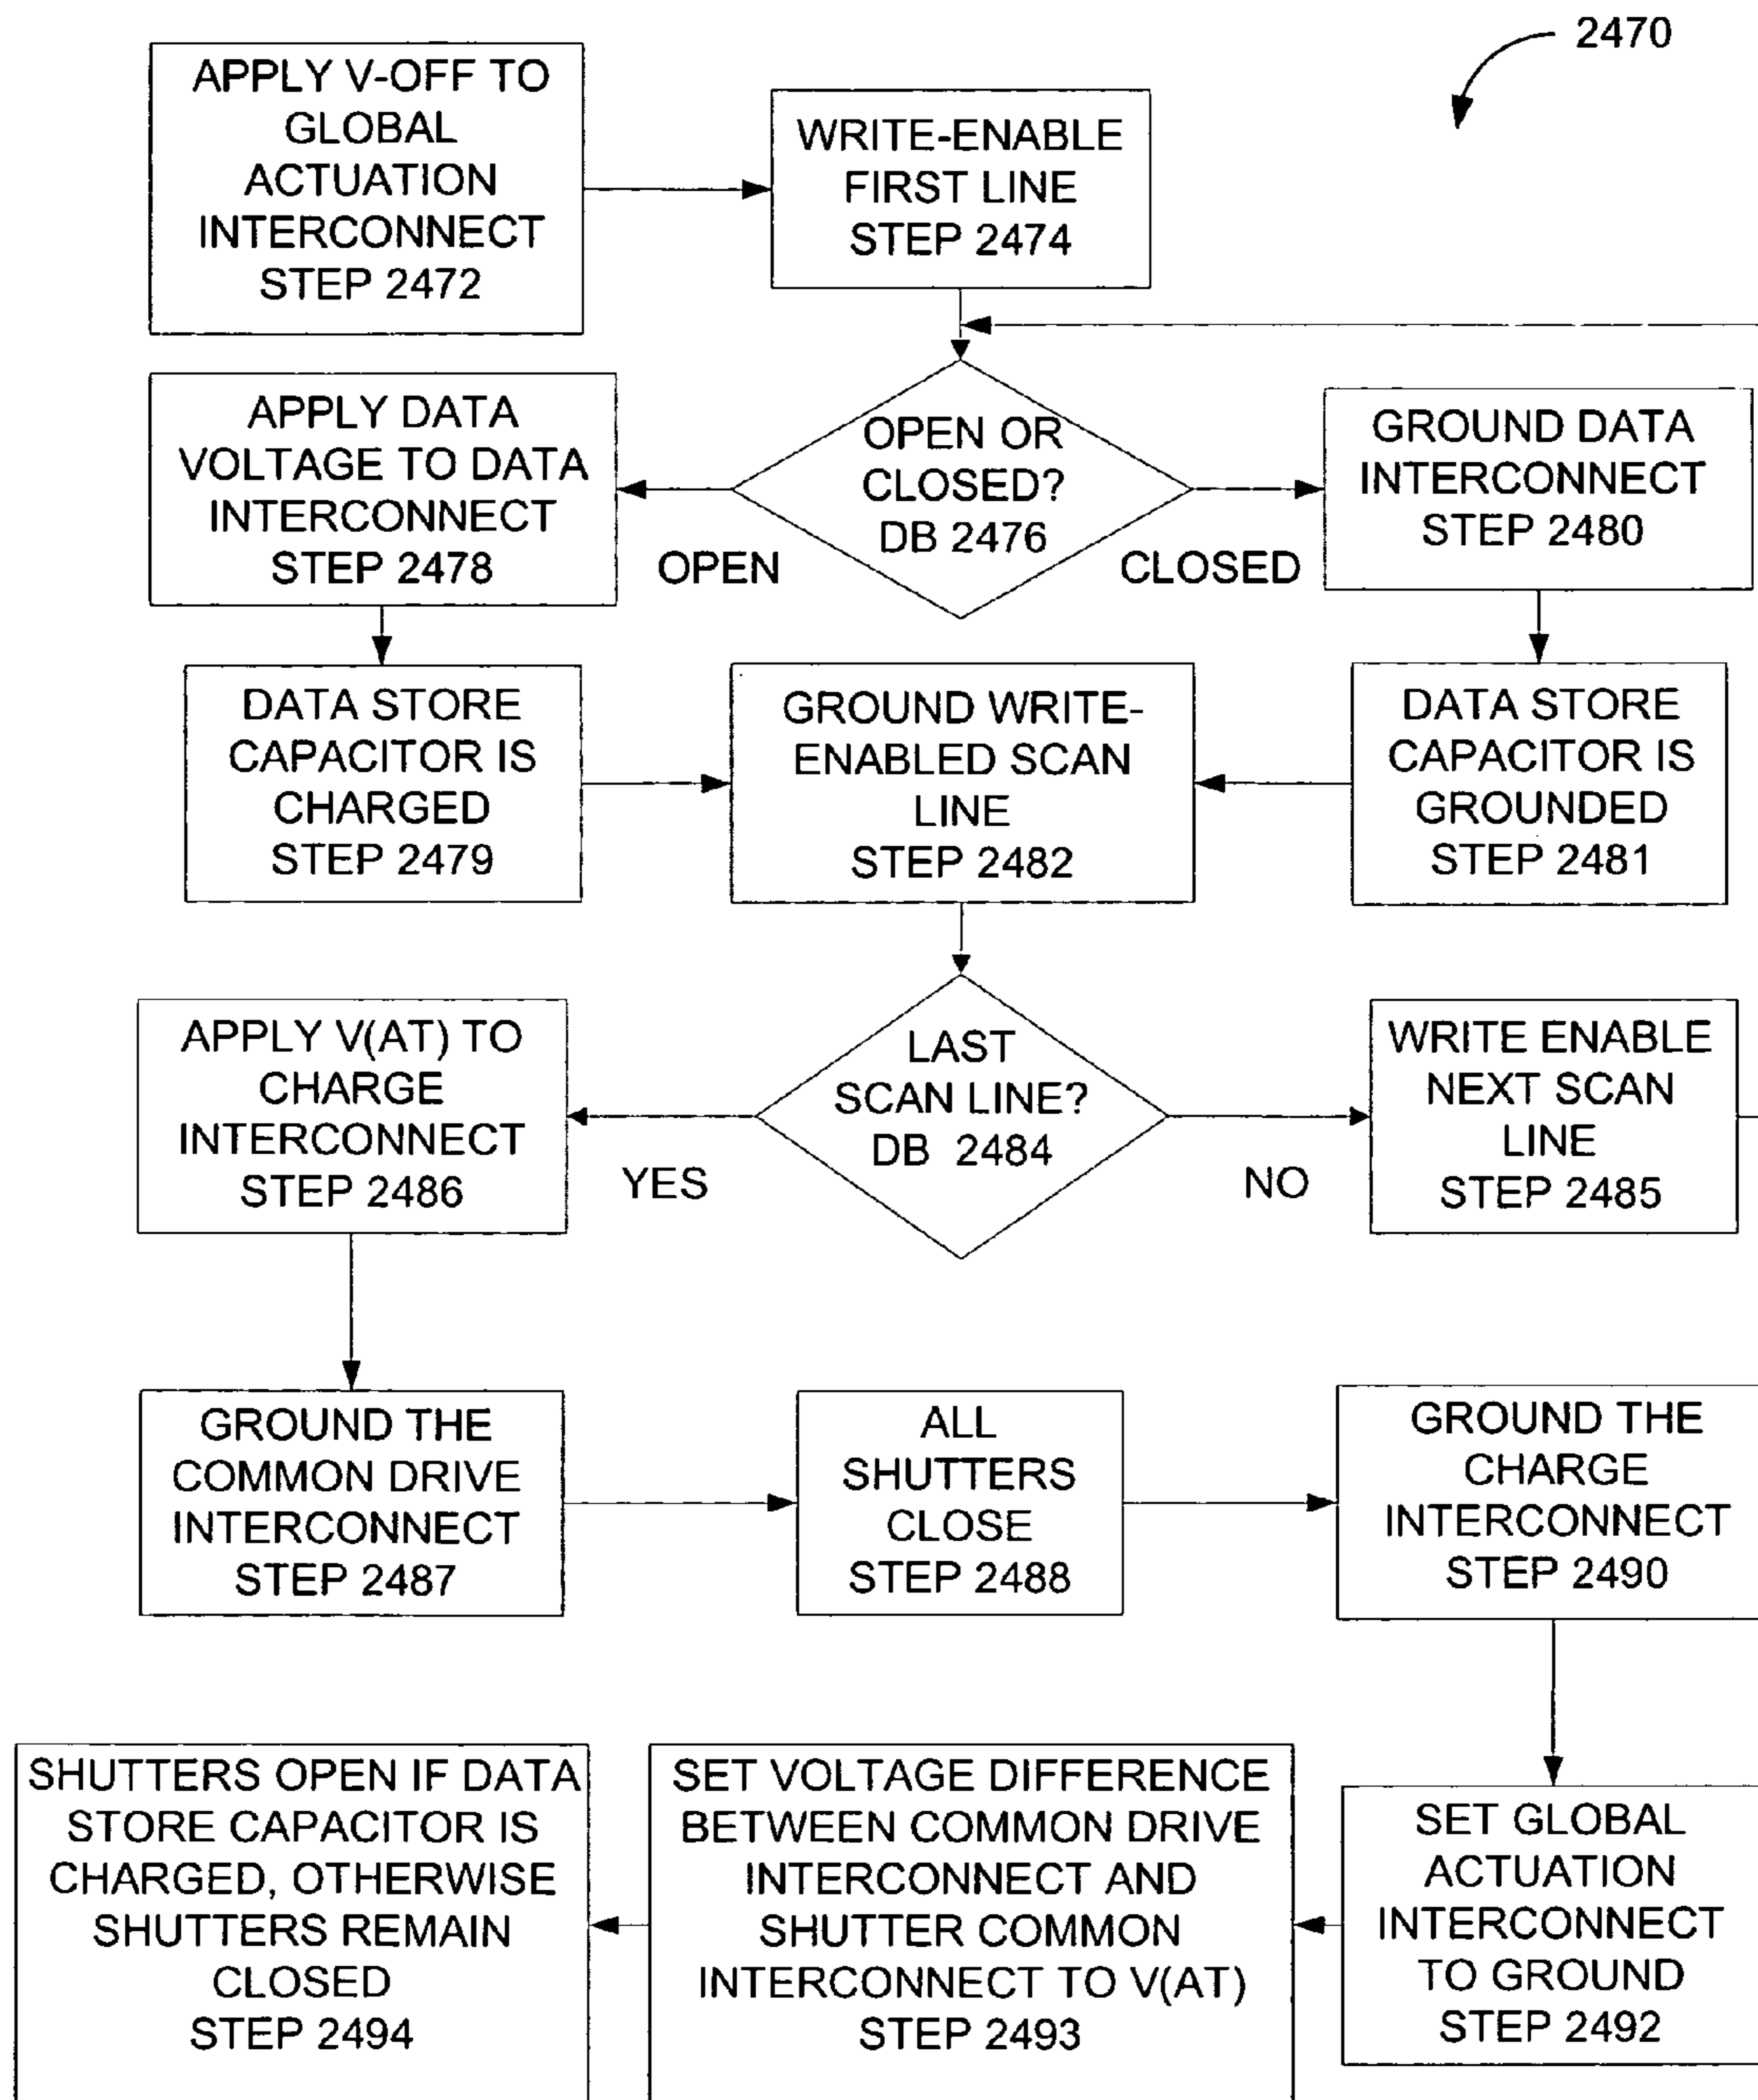 2470
APPLY V-OFF TO
GLOBAL
ACTUATION
INTERCONNECT
STEP 2472
WRITE-ENABLE
FIRST LINE
STEP 2474
APPLY DATA
VOLTAGE TO DATA
INTERCONNECT
STEP 2478
OPEN
OPEN OR
CLOSED?
DB 2476
CLOSED
GROUND DATA
INTERCONNECT
STEP 2480
DATA STORE
CAPACITOR IS
CHARGED
STEP 2479
GROUND WRITE-
ENABLED SCAN
LINE
STEP 2482
DATA STORE
CAPACITOR IS
GROUNDED
STEP 2481
APPLY V(AT) TO
CHARGE
INTERCONNECT
STEP 2486
YES
LAST
SCAN LINE?
DB 2484
NO
WRITE ENABLE
NEXT SCAN
LINE
STEP 2485
GROUND THE
COMMON DRIVE
INTERCONNECT
STEP 2487
ALL
SHUTTERS
CLOSE
STEP 2488
GROUND THE
CHARGE
INTERCONNECT
STEP 2490
SHUTTERS OPEN IF DATA
STORE CAPACITOR IS
CHARGED, OTHERWISE
SHUTTERS REMAIN
CLOSED
STEP 2494
SET VOLTAGE DIFFERENCE
BETWEEN COMMON DRIVE
INTERCONNECT AND
SHUTTER COMMON
INTERCONNECT TO V(AT)
STEP 2493
SET GLOBAL
ACTUATION
INTERCONNECT
TO GROUND
STEP 2492